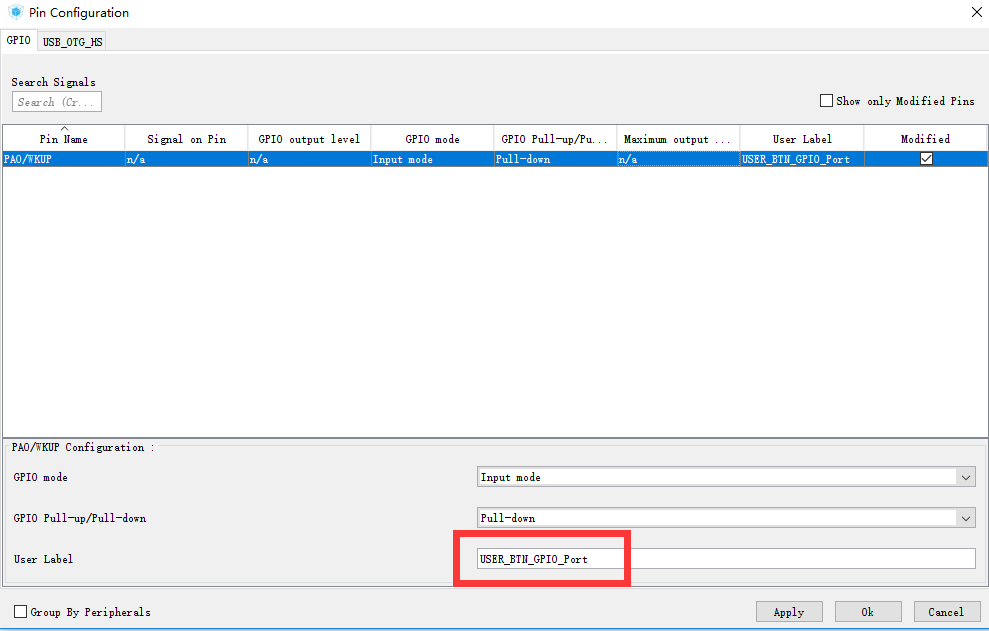 Pin Configuration
GPIO USB_OTG_HS
Search Signals
Search (Cr...
Show only Modified Pins
Pin Name Signal on Pin GPIO output level GPIO mode GPIO Pull-up/Pu... Maximum output ... User Label Modified
PA0/WKUP n/a n/a Input mode Pull-down n/a USER_BTN_GPIO_Port
PA0/WKUP Configuration :
GPIO mode Input mode
GPIO Pull-up/Pull-down Pull-down
User Label USER_BTN_GPIO_Port
Group By Peripherals Apply Ok Cancel